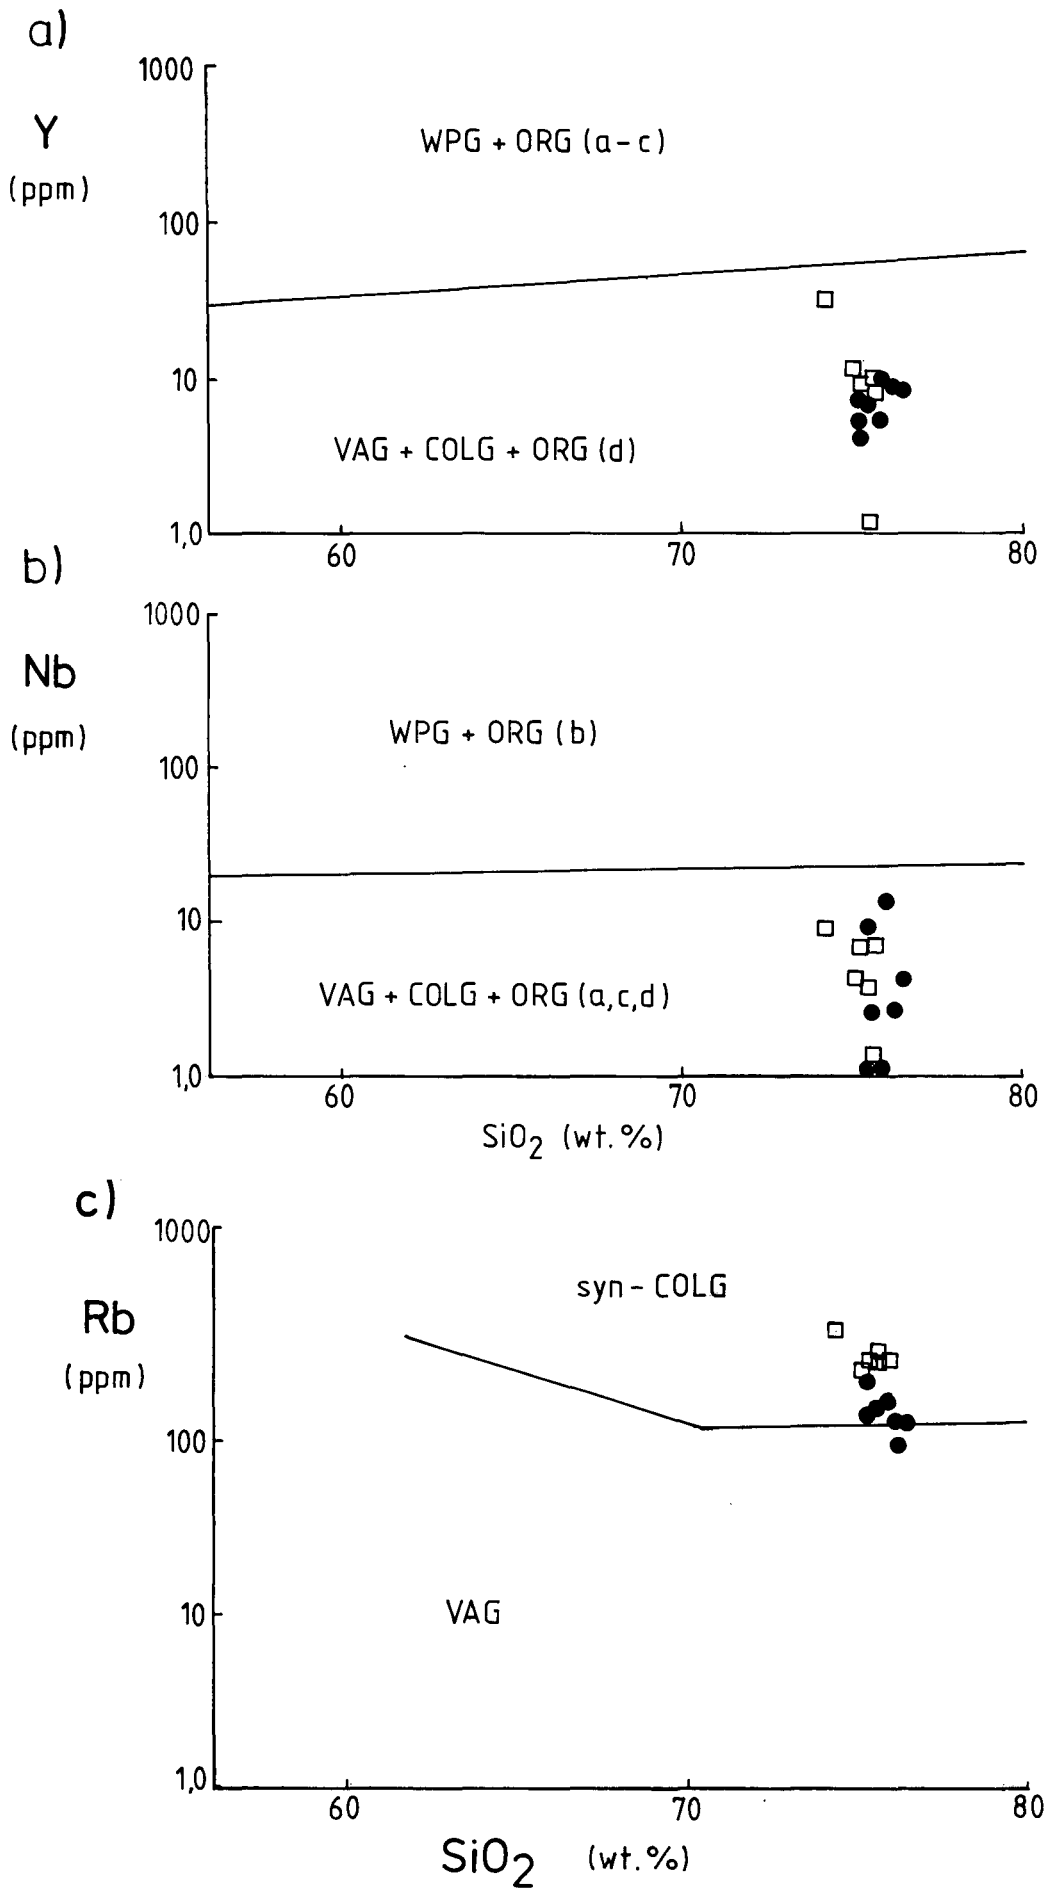 a)
1000
Y
WPG + ORG (a-c)
(ppm)
100
10
VAG + COLG + ORG (d)
1,0
60 70 80
b)
1000
Nb
(ppm)
WPG + ORG (b)
100
10
VAG + COLG + ORG (a,c,d)
1,0
60 70 80
SiO2 (wt.%)
c)
1000
syn - COLG
Rb
(ppm)
100
10
VAG
1,0
60 70 80
SiO2 (wt.%)